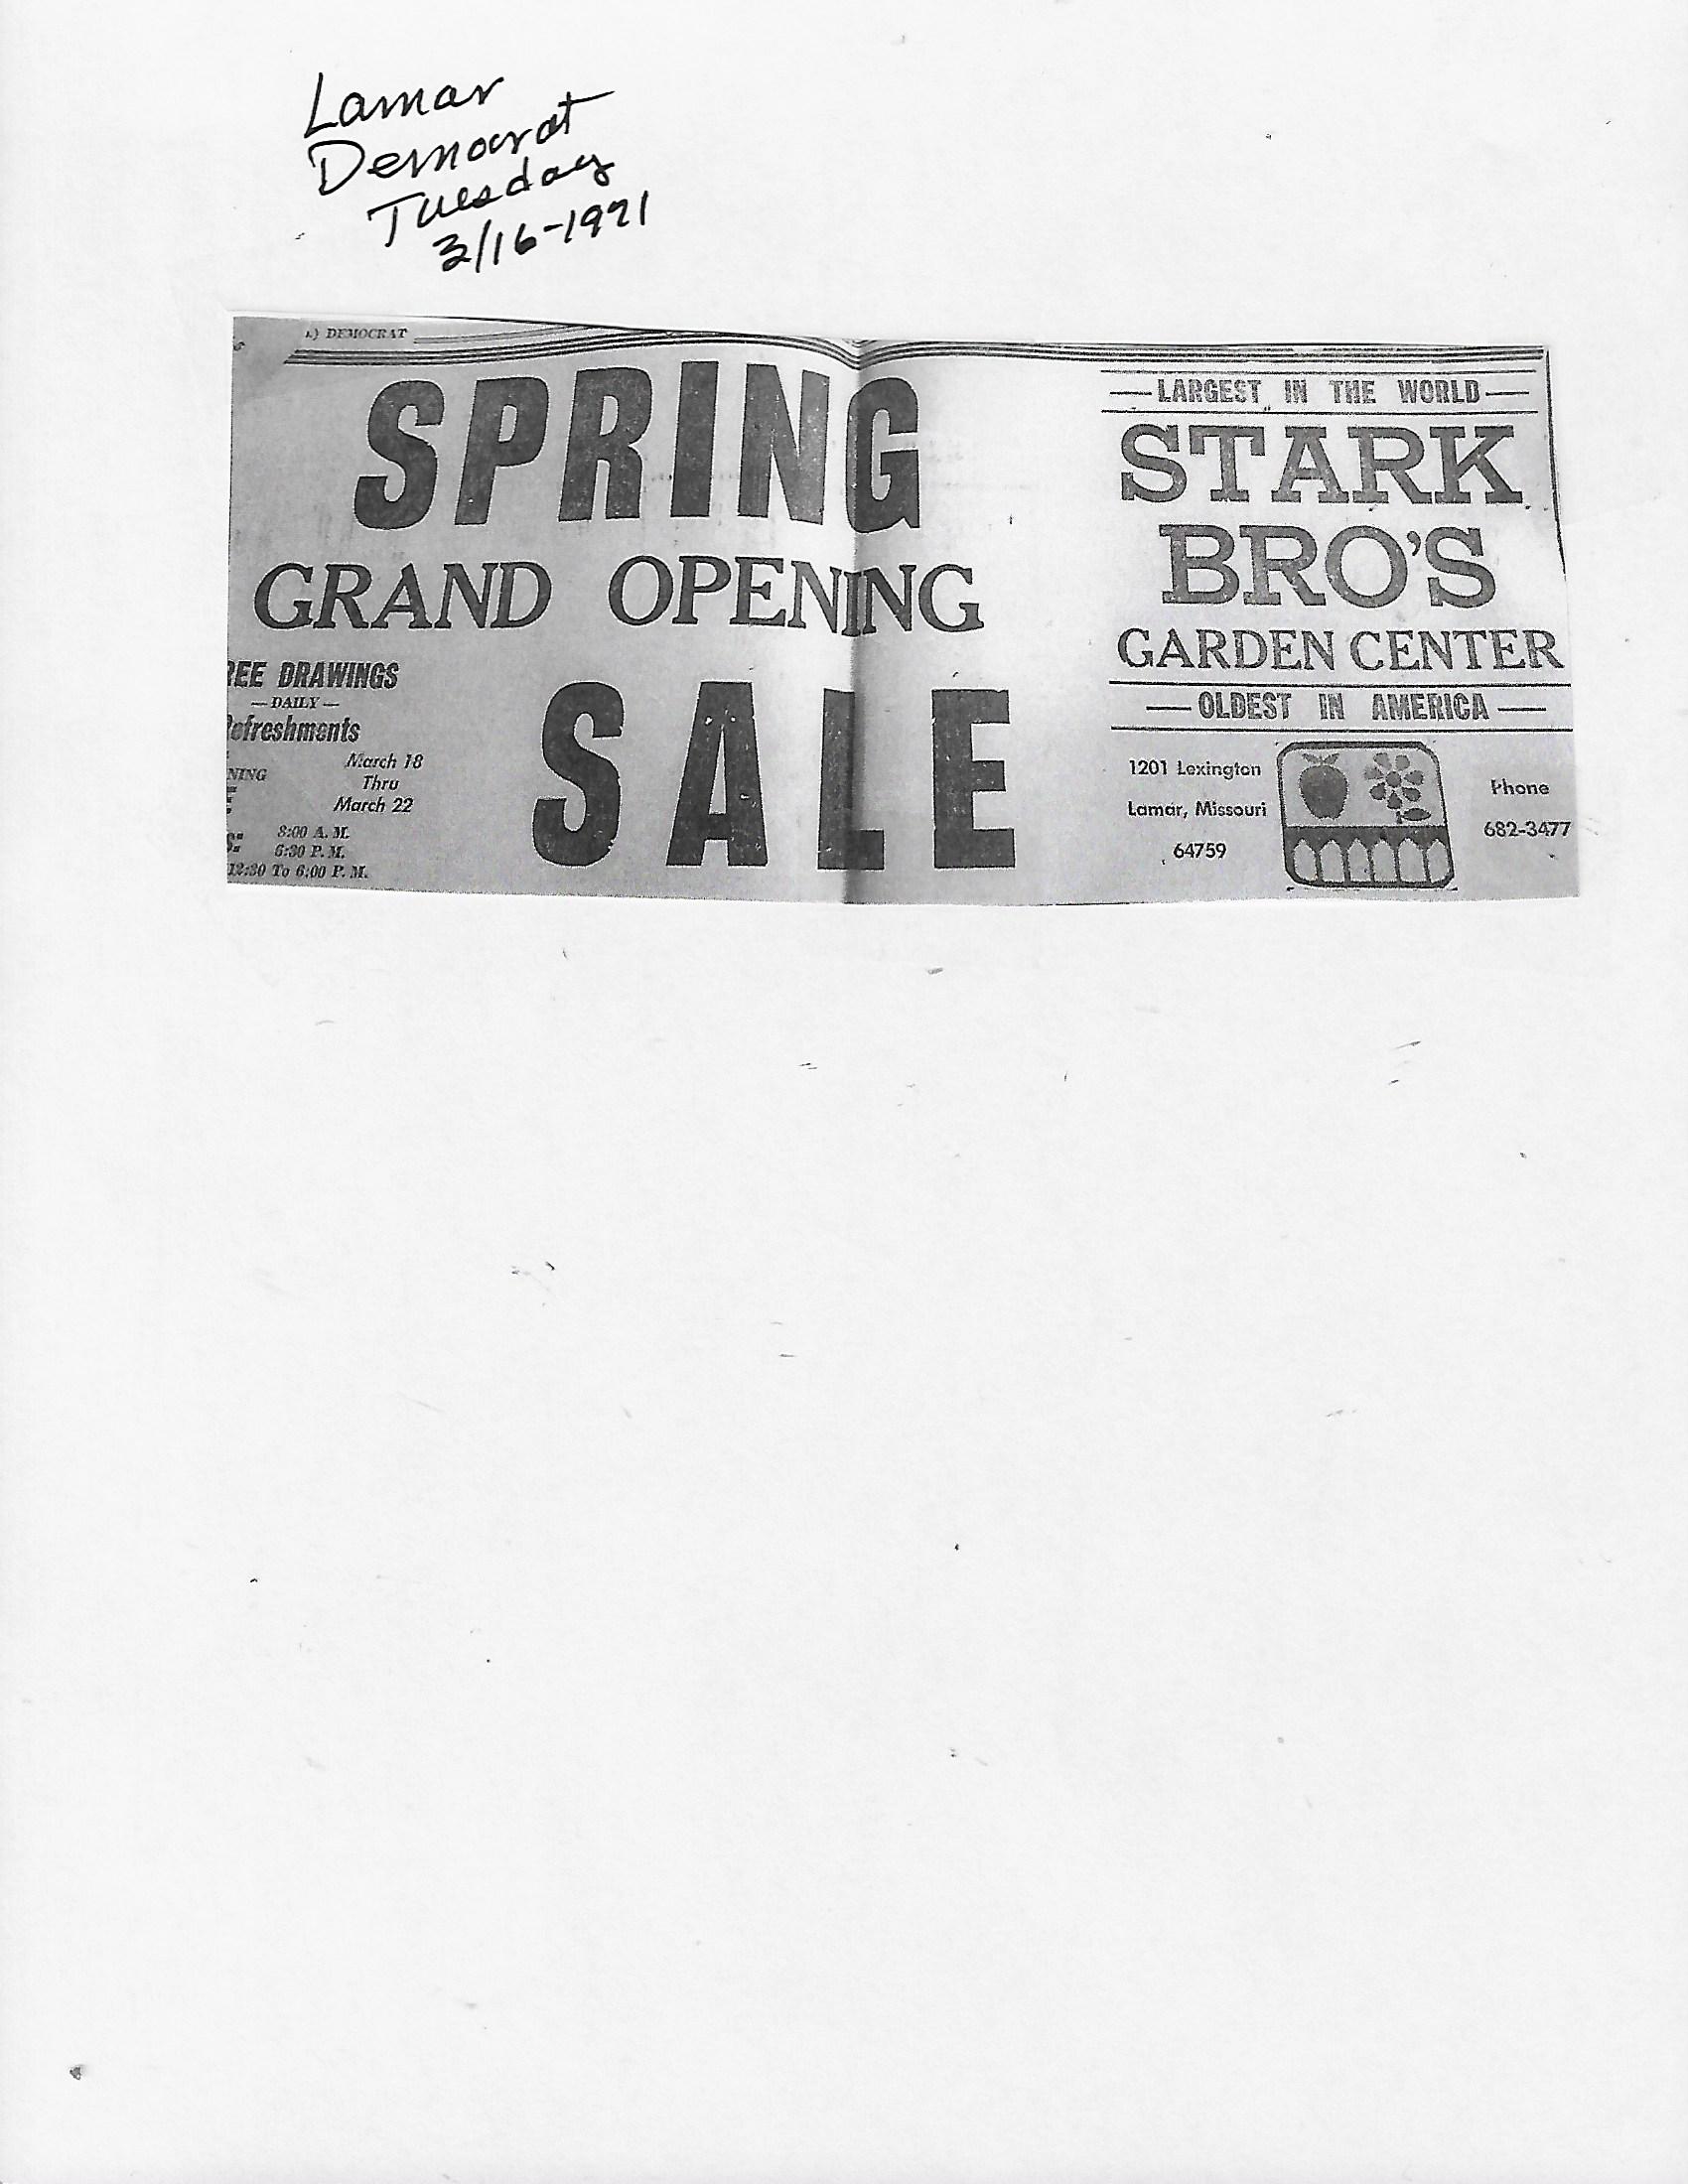 Lamar
Democrat
Tuesday
3/16-1971
DEMOCRAT
SPRING
GRAND OPENING
SALE
REE DRAWINGS
— DAILY —
efreshments
NING
March 18
Thru
March 22
8:00 A. M.
6:30 P. M.
12:30 To 6:00 P. M.
— LARGEST IN THE WORLD —
STARK
BRO'S
GARDEN CENTER
— OLDEST IN AMERICA —
1201 Lexington
Lamar, Missouri
64759
Phone
682-3477